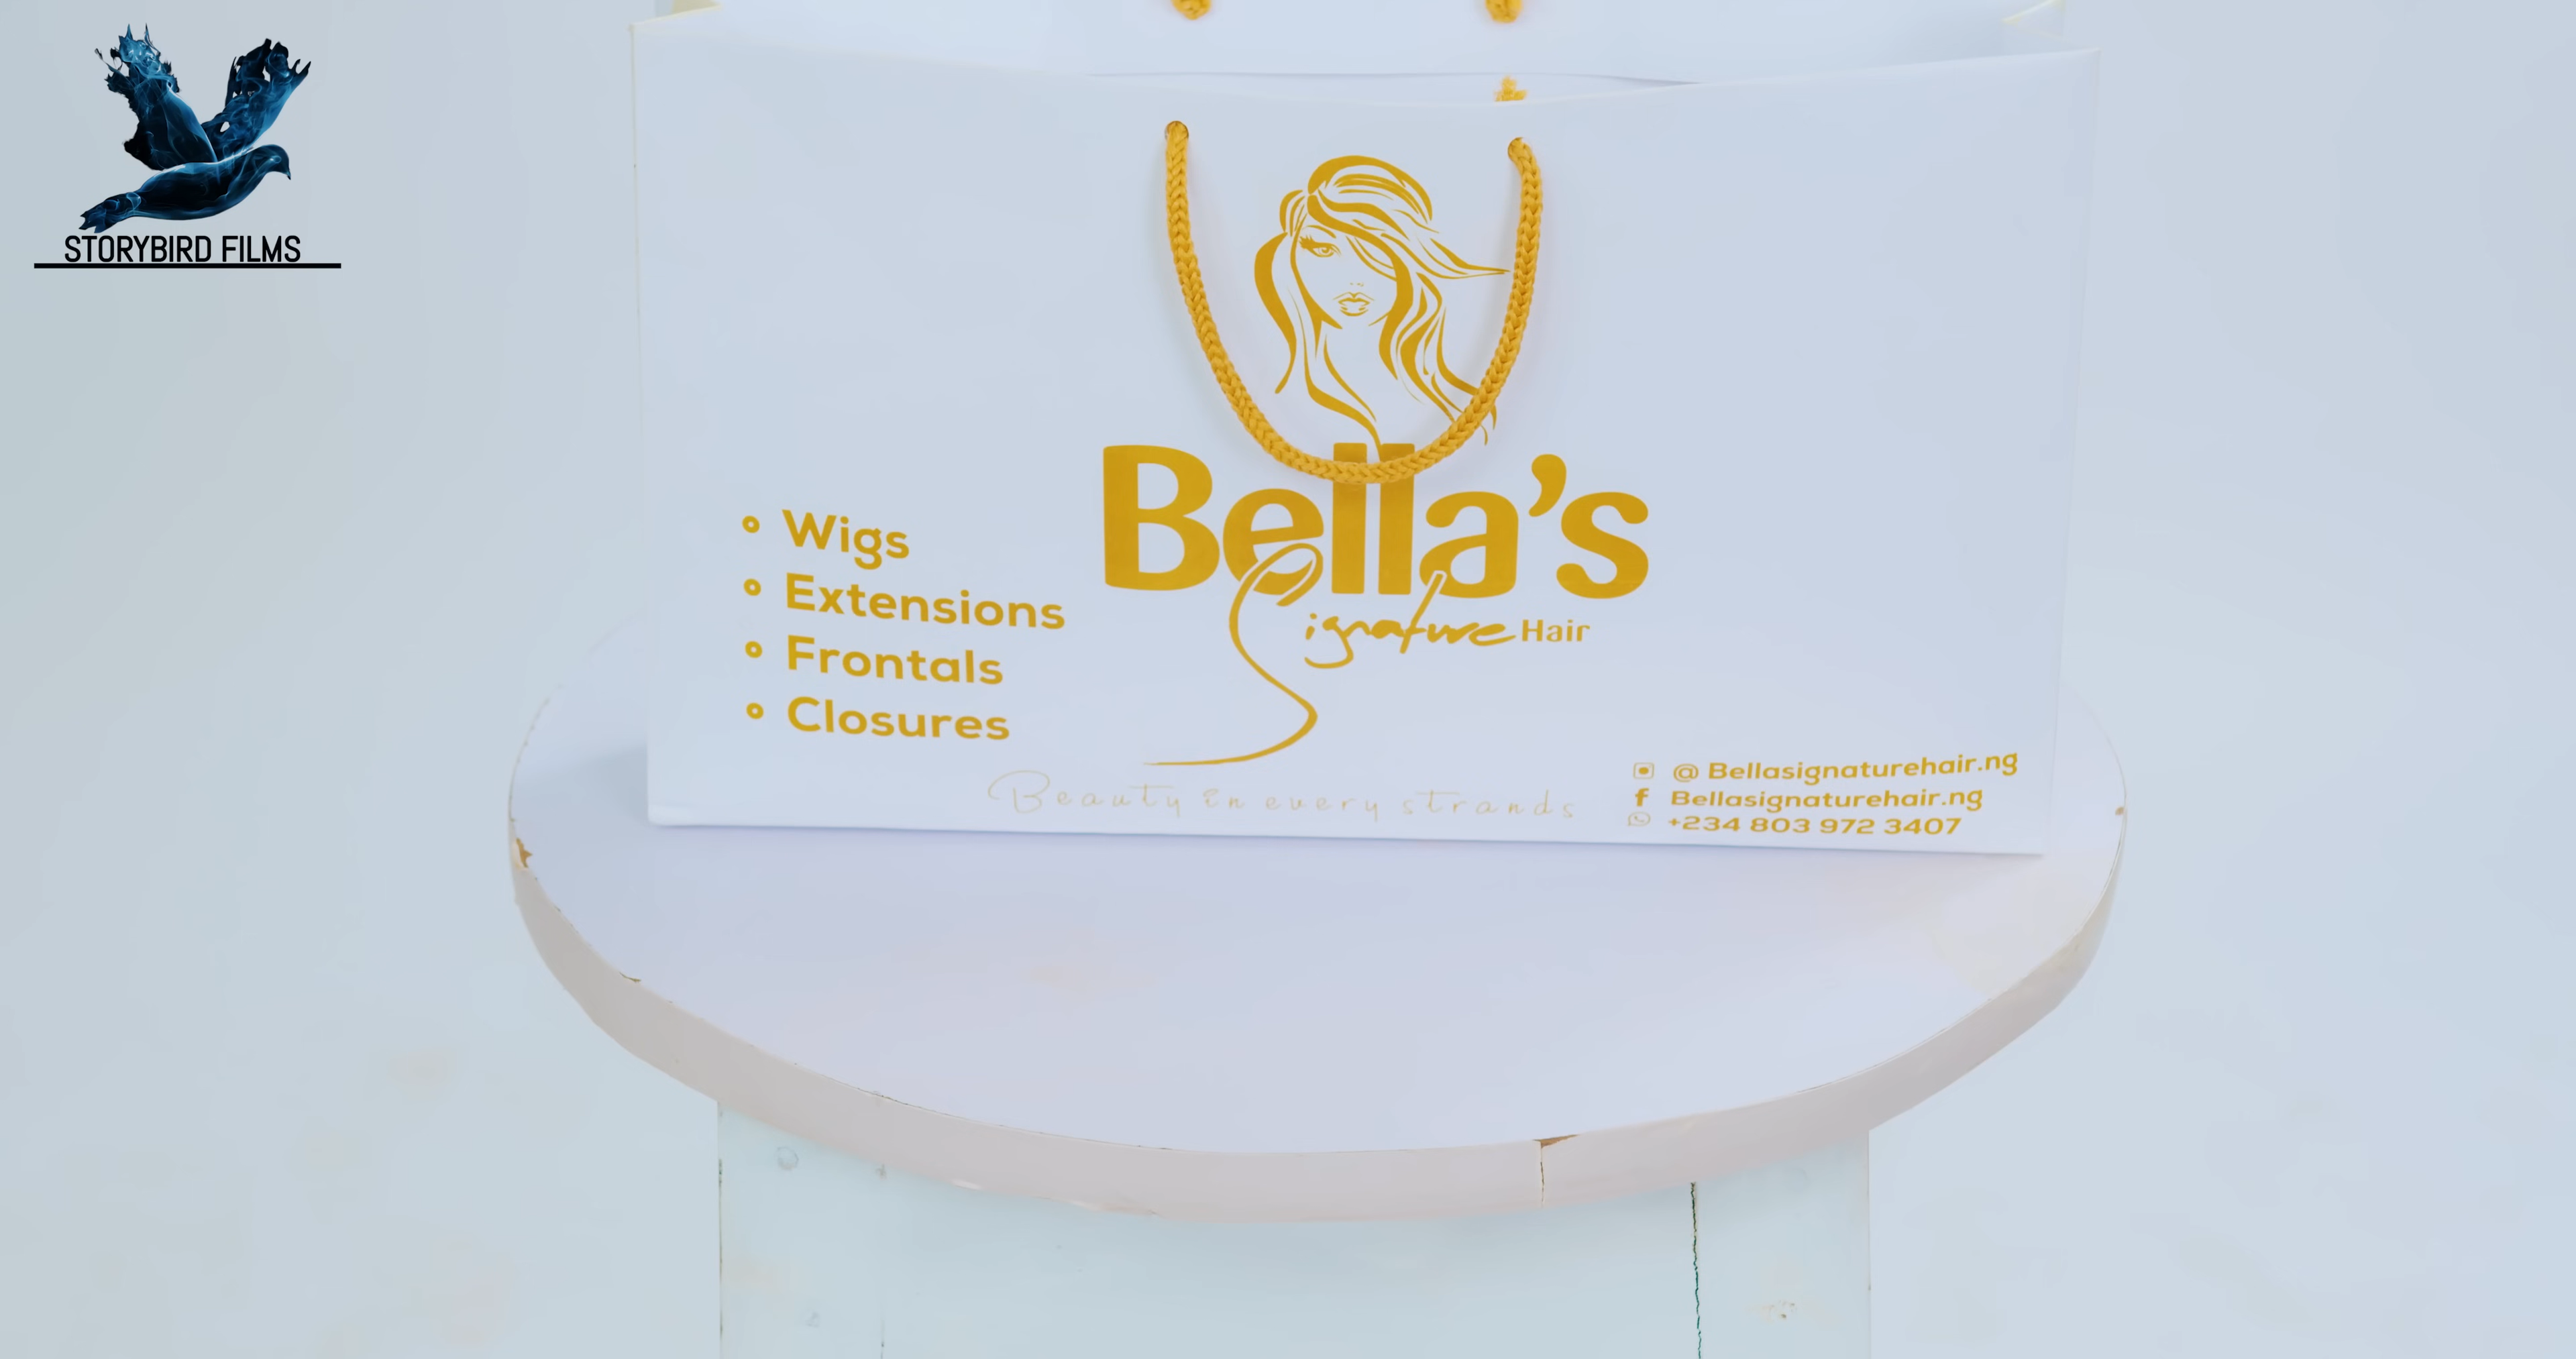 STORYBIRD FILMS
Bella's
Signature Hair
Wigs
Extensions
Frontals
Closures
Beauty in every strands
@ Bellasignaturehair.ng
f Bellasignaturehair.ng
+234 803 972 3407